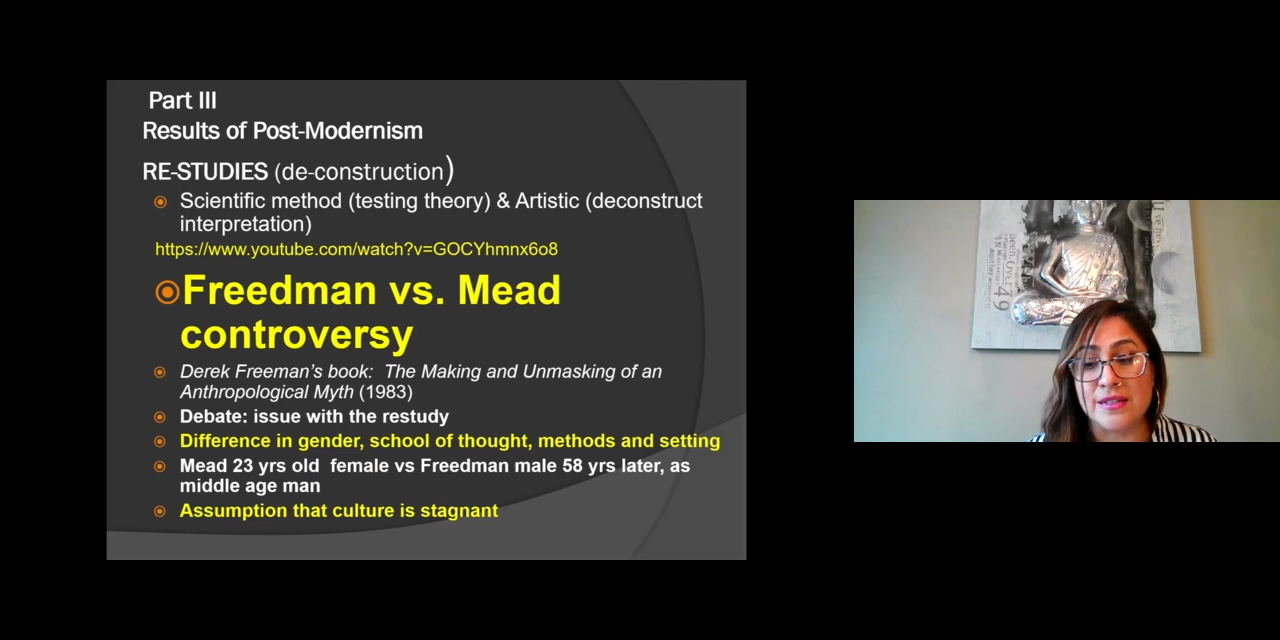 Part III
Results of Post-Modernism
RE-STUDIES (de-construction)
Scientific method (testing theory) & Artistic (deconstruct
interpretation)
https://www.youtube.com/watch?v=GOCYhmnx6o8
Freedman vs. Mead
controversy
Derek Freeman's book: The Making and Unmasking of an
Anthropological Myth (1983)
Debate: issue with the restudy
Difference in gender, school of thought, methods and setting
Mead 23 yrs old female vs Freedman male 58 yrs later, as
middle age man
Assumption that culture is stagnant
49